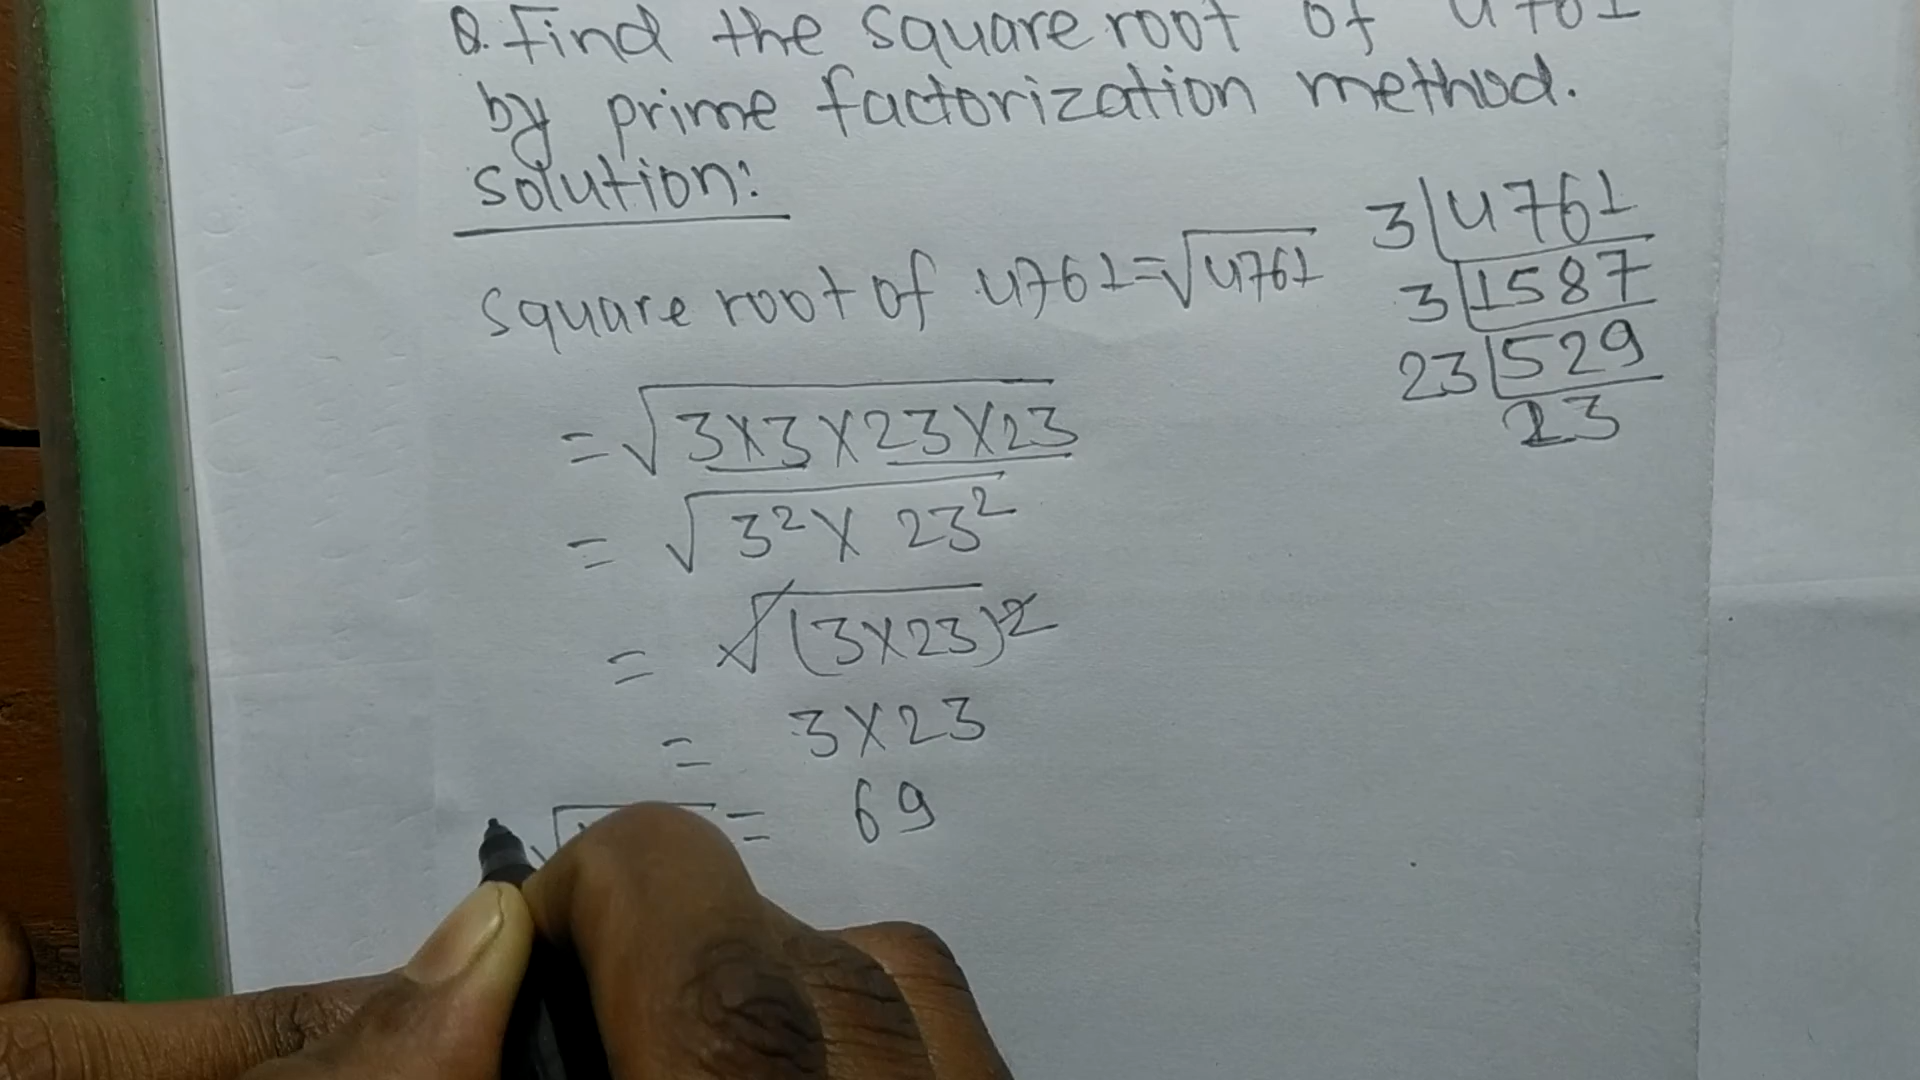 Q. Find the square root of 4761
by prime factorization method.
solution:
square root of 4761=√4761
3 4761
3 1587
23 529
23
= √3×3×23×23
= √3²× 23²
= √(3×23)²
= 3×23
= 69